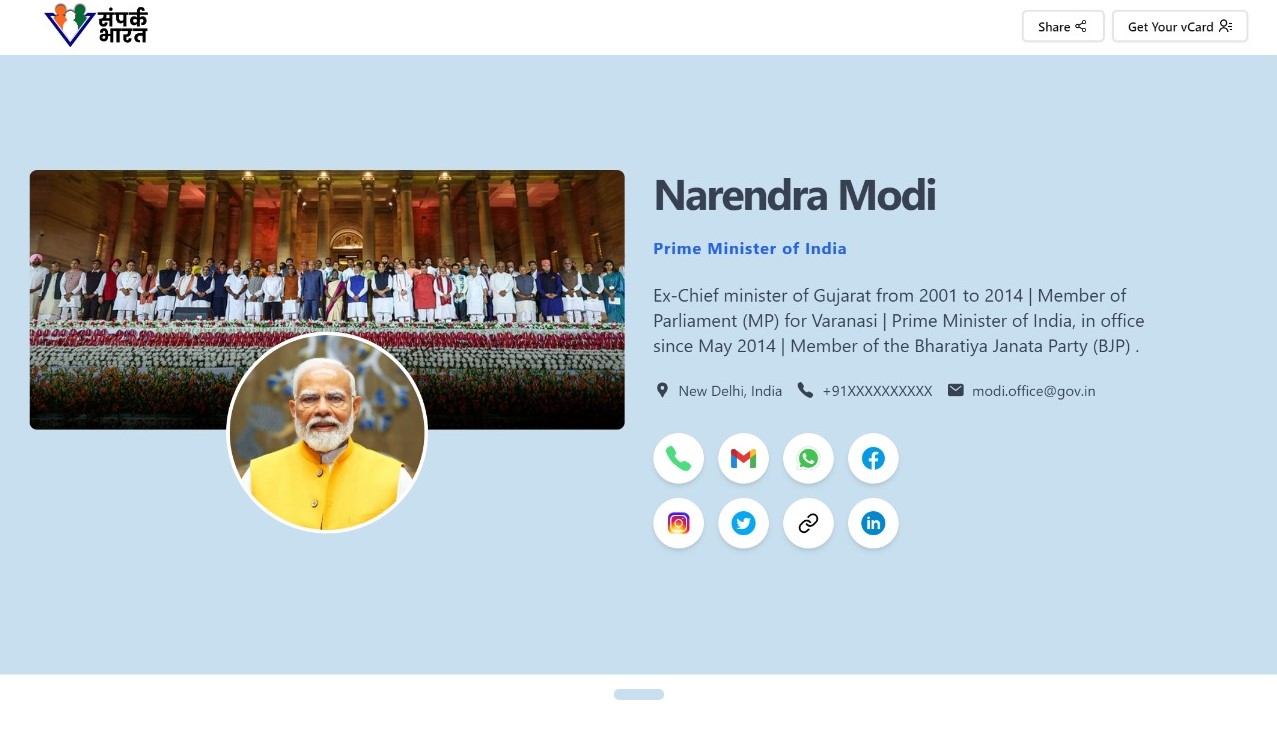 संपर्क
भारत
Share
Get Your vCard
Narendra Modi
Prime Minister of India
Ex-Chief minister of Gujarat from 2001 to 2014 | Member of
Parliament (MP) for Varanasi | Prime Minister of India, in office
since May 2014 | Member of the Bharatiya Janata Party (BJP) .
New Delhi, India
+91XXXXXXXXXX
modi.office@gov.in
in